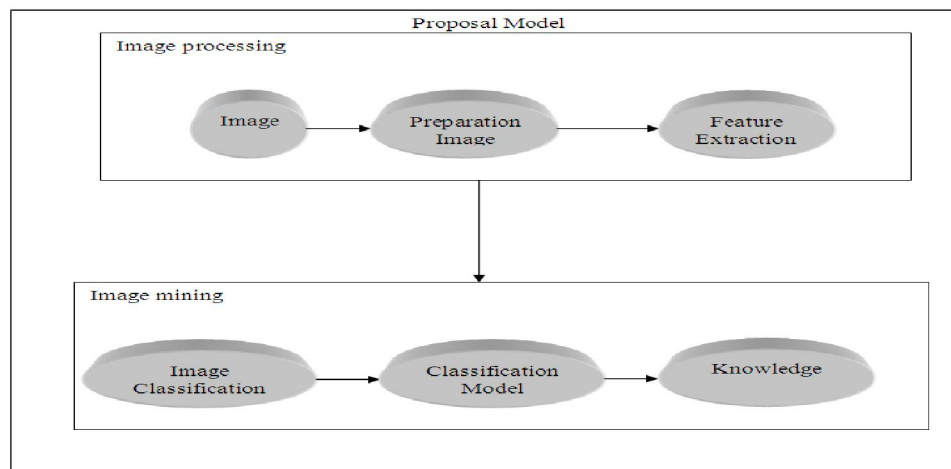 Proposal Model
Image processing
Image
Preparation
Image
Feature
Extraction
Image mining
Image
Classification
Classification
Model
Knowledge